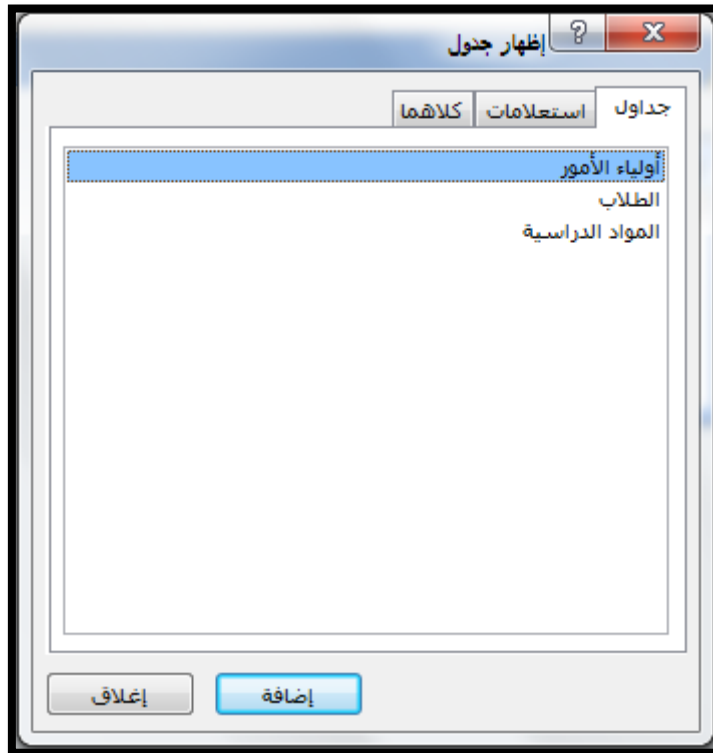 إظهار جدول
جداول استعلامات كلاهما
أولياء الأمور
الطلاب
المواد الدراسية
إضافة إغلاق